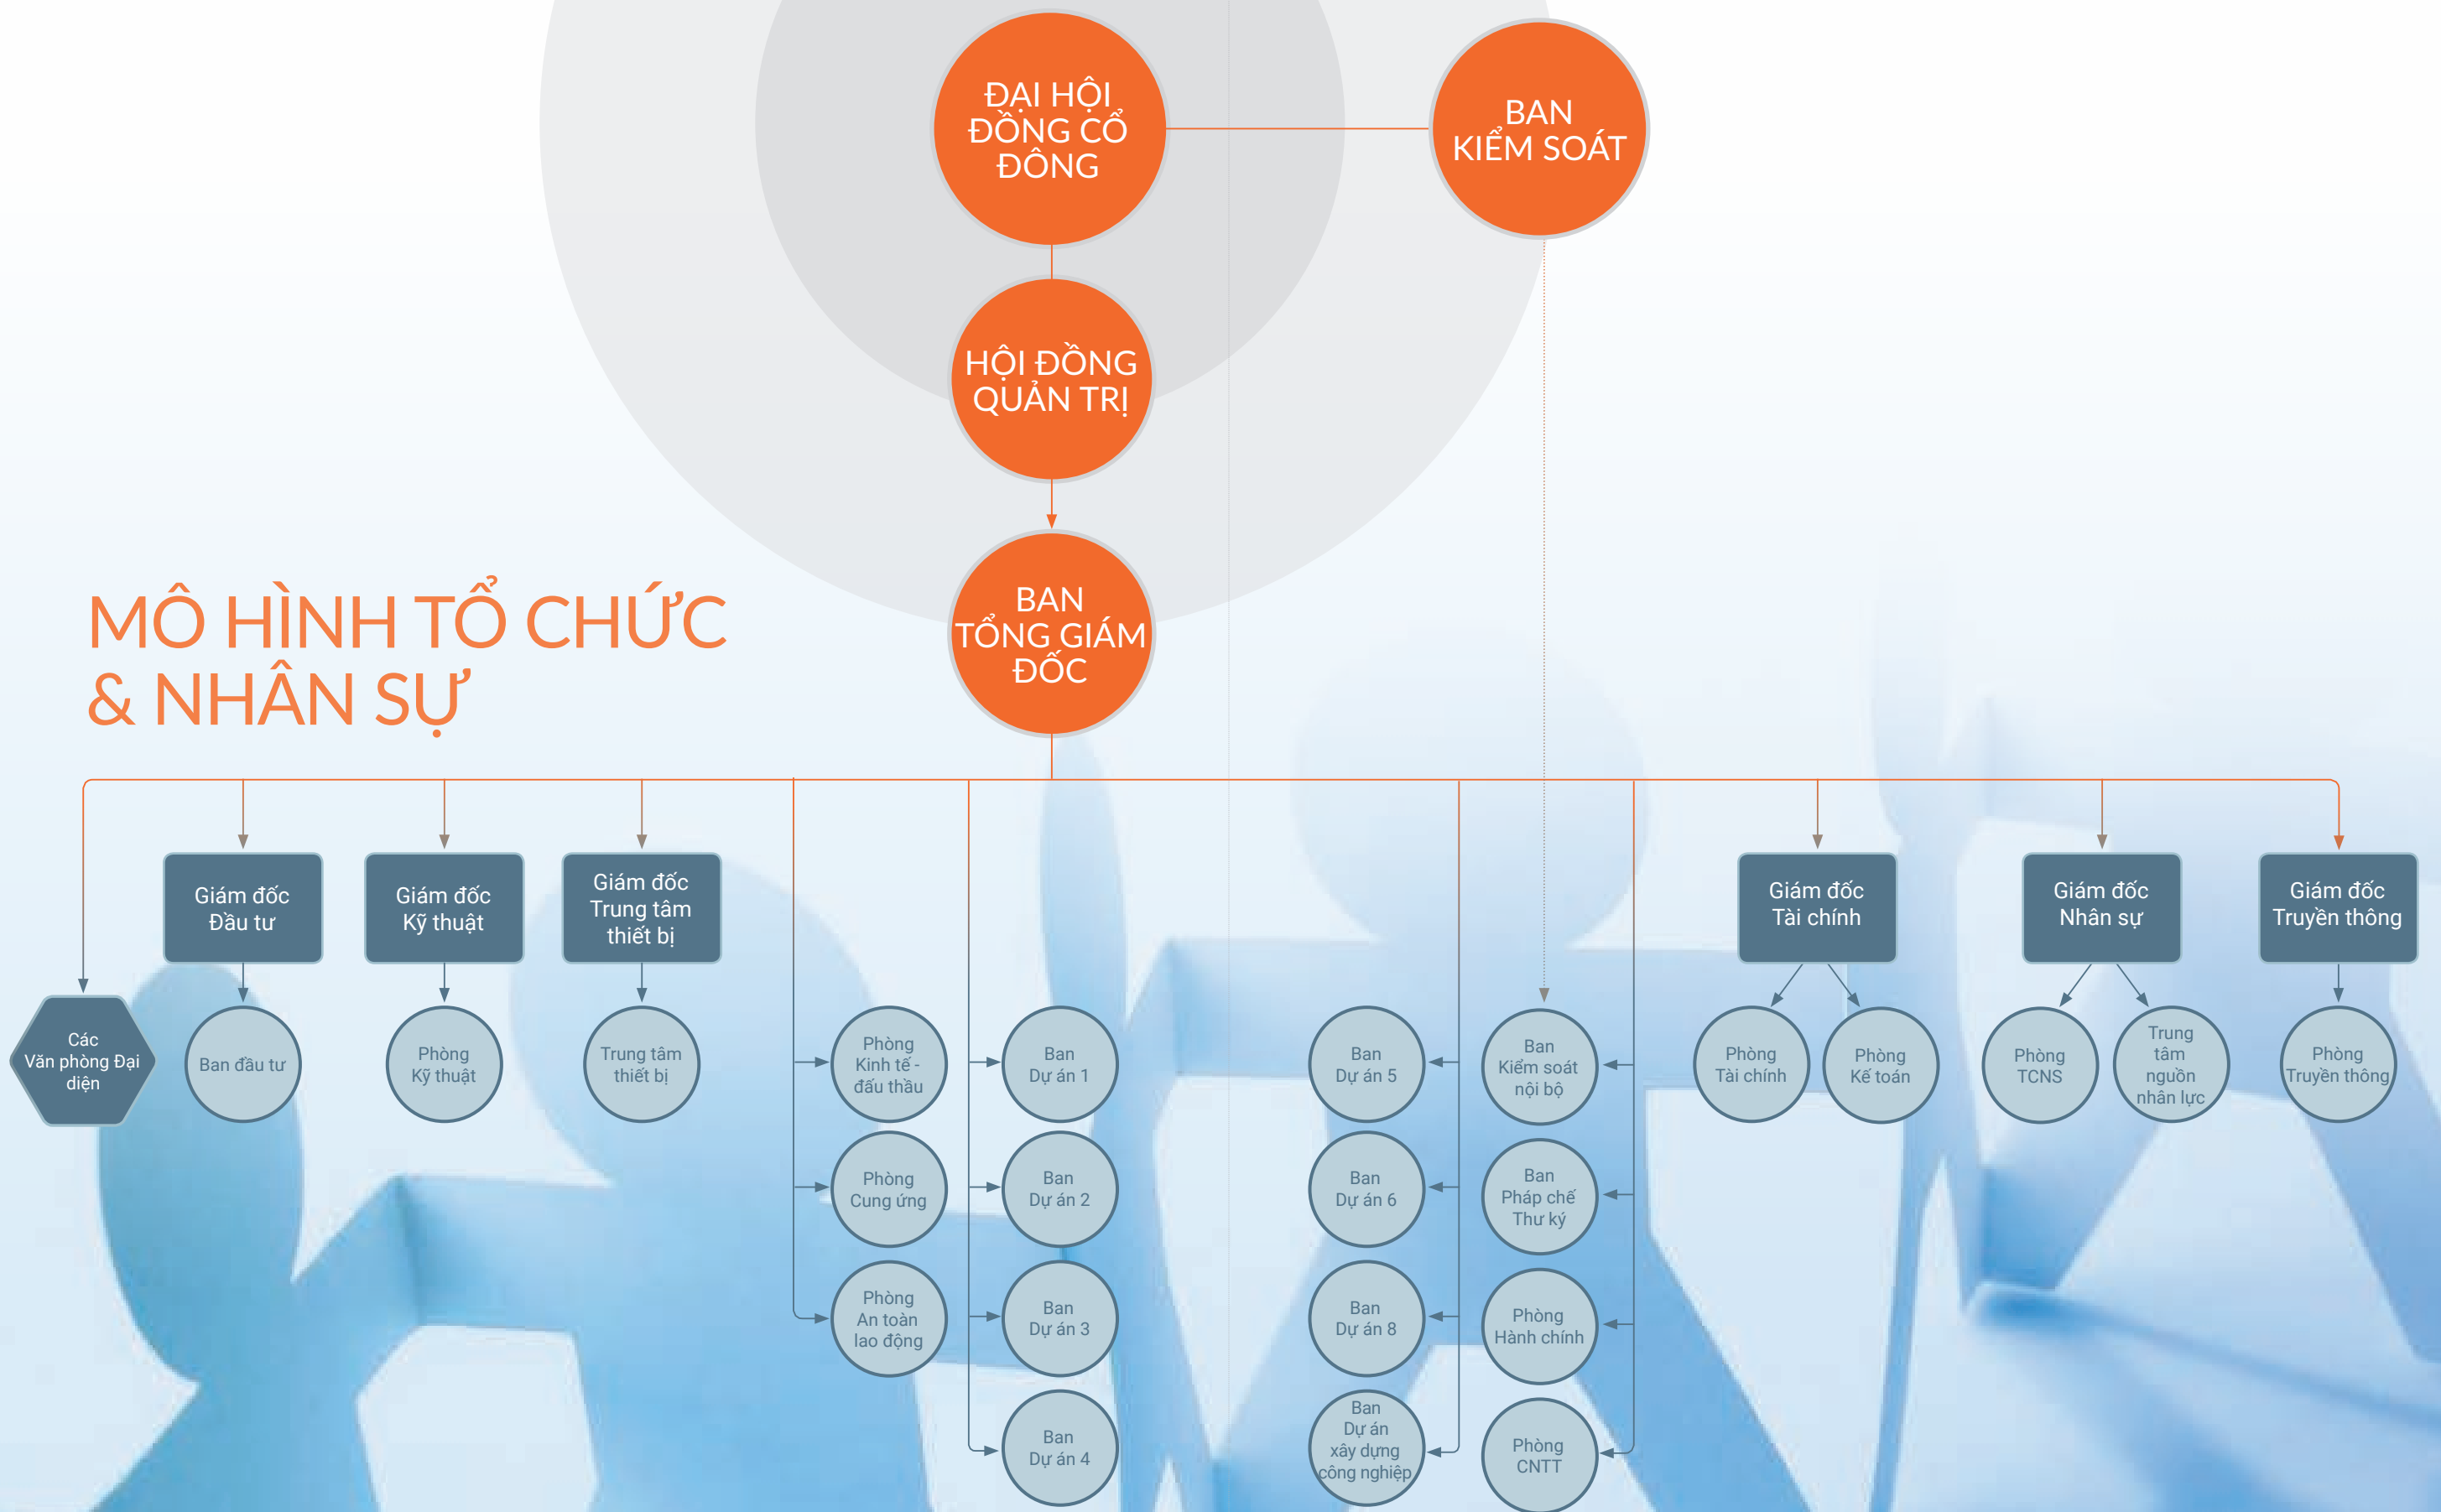 ĐẠI HỘI
ĐỒNG CỔ
ĐÔNG
BAN
KIỂM SOÁT
HỘI ĐỒNG
QUẢN TRỊ
BAN
TỔNG GIÁM
ĐỐC
MÔ HÌNH TỔ CHỨC
& NHÂN SỰ
Giám đốc
Đầu tư
Giám đốc
Kỹ thuật
Giám đốc
Trung tâm
thiết bị
Giám đốc
Tài chính
Giám đốc
Nhân sự
Giám đốc
Truyền thông
Các
Văn phòng Đại
diện
Ban đầu tư
Phòng
Kỹ thuật
Trung tâm
thiết bị
Phòng
Kinh tế -
đấu thầu
Ban
Dự án 1
Ban
Dự án 5
Ban
Kiểm soát
nội bộ
Phòng
Tài chính
Phòng
Kế toán
Phòng
TCNS
Trung
tâm
nguồn
nhân lực
Phòng
Truyền thông
Phòng
Cung ứng
Ban
Dự án 2
Ban
Dự án 6
Ban
Pháp chế
Thư ký
Phòng
An toàn
lao động
Ban
Dự án 3
Ban
Dự án 8
Phòng
Hành chính
Ban
Dự án 4
Ban
Dự án
xây dựng
công nghiệp
Phòng
CNTT